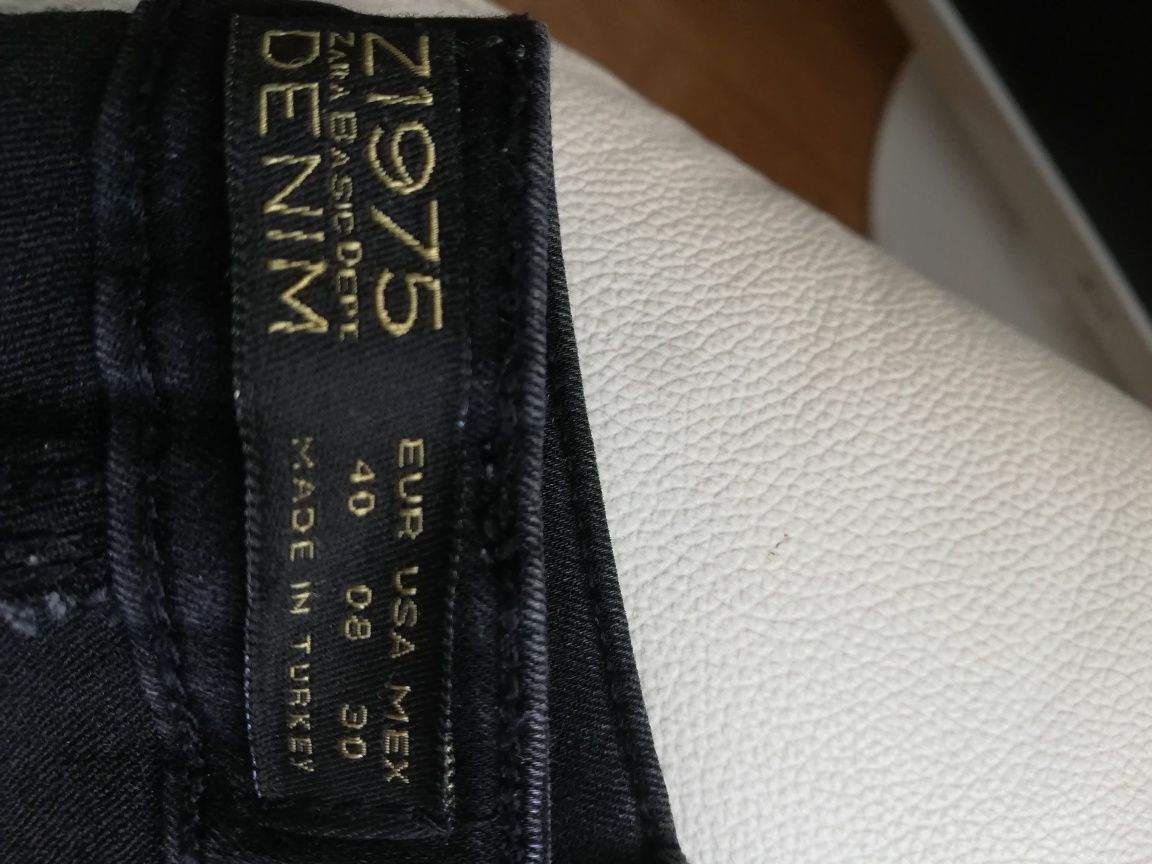 Z1975
ZARA BASIC DEPT.
DENIM
EUR USA MEX
40 08 30
MADE IN TURKEY